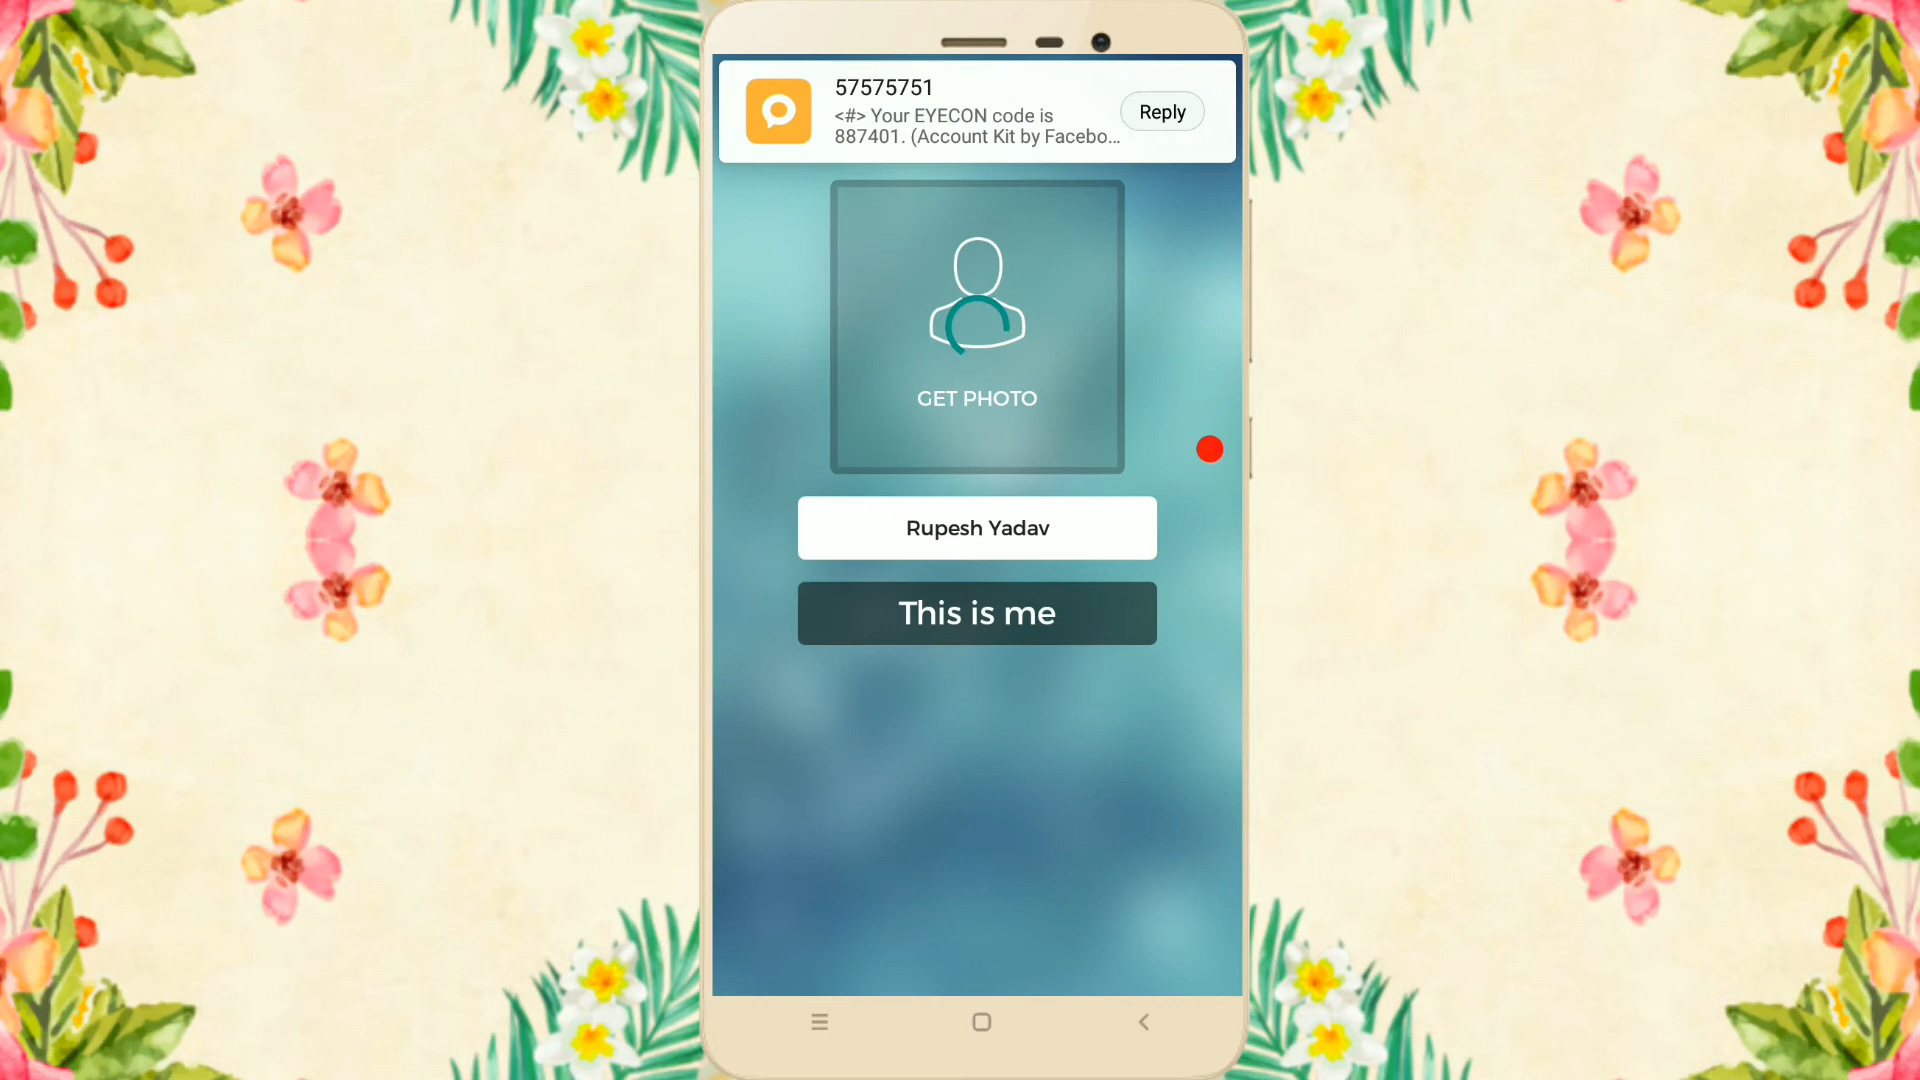 57575751
<#> Your EYECON code is
887401. (Account Kit by Facebo...
Reply
GET PHOTO
Rupesh Yadav
This is me